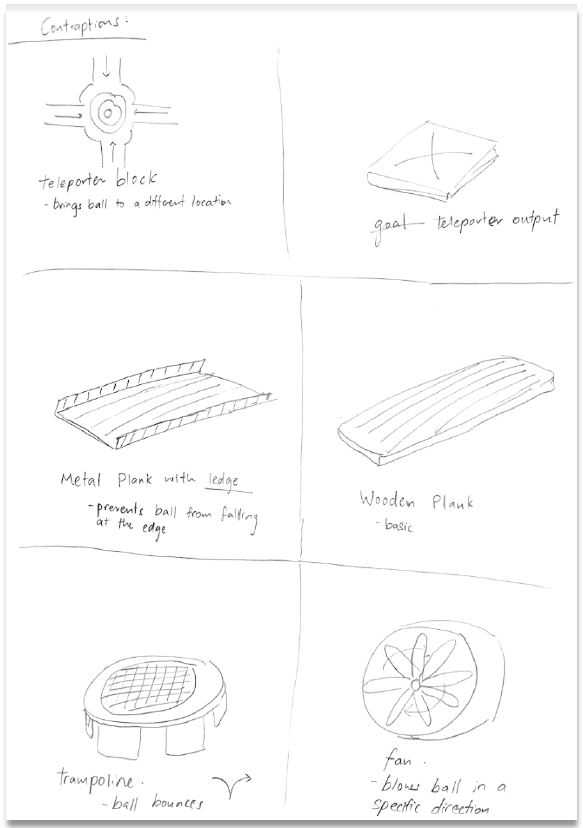 Contraptions.
teleporter block
- brings ball to a different location
goal teleporter output
Metal Plank with ledge
- prevents ball from falling
at the edge
Wooden Plank
- basic
trampoline.
- ball bounces
fan.
- blows ball in a
specific direction